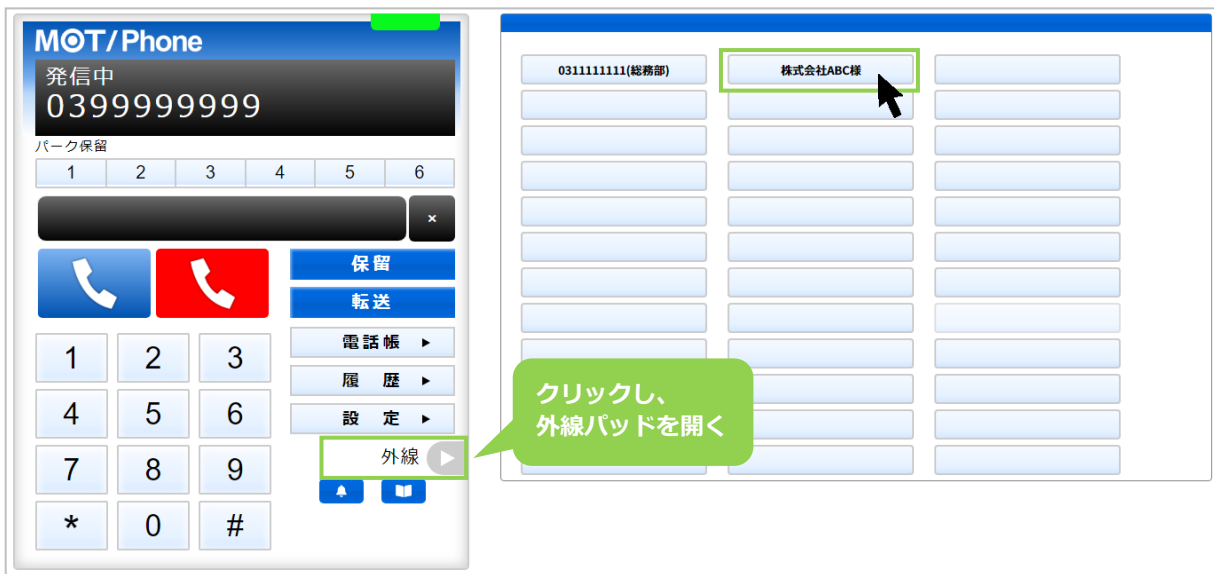 MOT/Phone
発信中
0399999999
パーク保留
1 2 3 4 5 6
×
保留
転送
電話帳 ▶
履 歴 ▶
設 定 ▶
外線
1 2 3
4 5 6
7 8 9
* 0 #
0311111111(総務部) 株式会社ABC様
クリックし、
外線パッドを開く